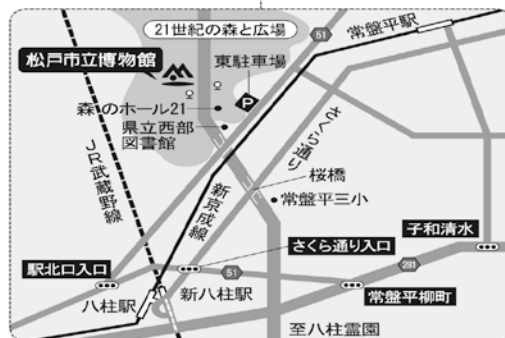 21世紀の森と広場
51
常盤平駅
松戸市立博物館
東駐車場
P
森のホール21
県立西部
図書館
さくら通り
桜橋
常盤平三小
JR武蔵野線
新京成線
子和清水
さくら通り入口
281
駅北口入口
51
八柱駅
新八柱駅
常盤平柳町
至八柱霊園